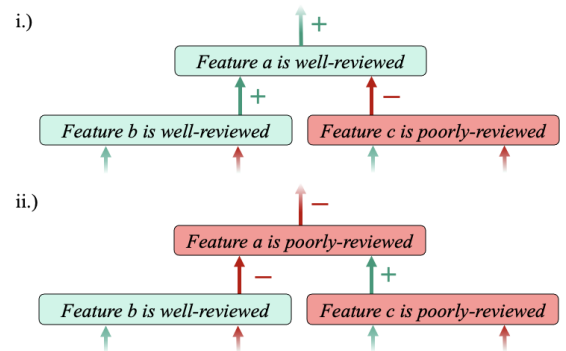 i.)
+
Feature a is well-reviewed
+
−
Feature b is well-reviewed
Feature c is poorly-reviewed
ii.)
−
Feature a is poorly-reviewed
−
+
Feature b is well-reviewed
Feature c is poorly-reviewed